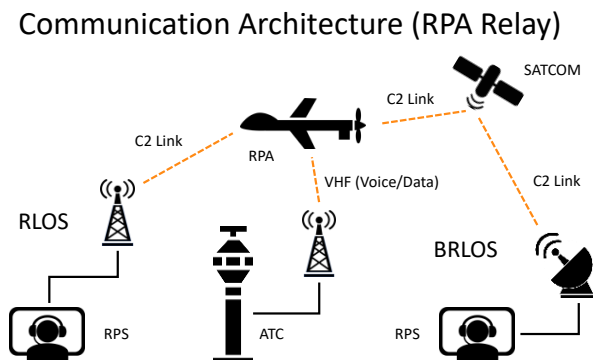 Communication Architecture (RPA Relay)
SATCOM
C2 Link
C2 Link
RPA
VHF (Voice/Data)
C2 Link
RLOS
BRLOS
RPS
ATC
RPS